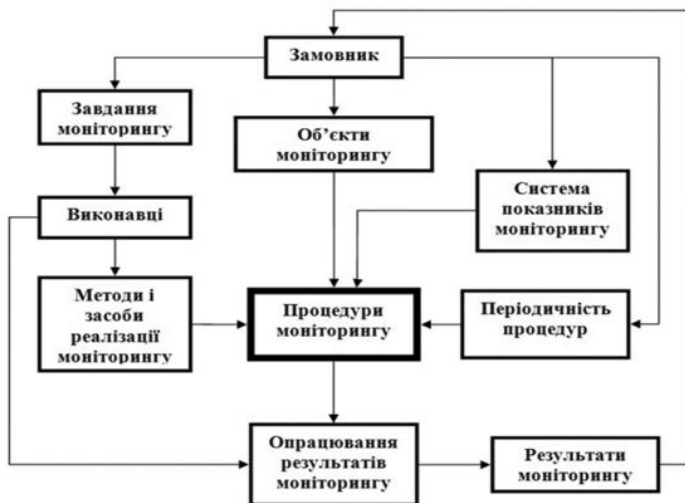 Замовник
Завдання
моніторингу
Об’єкти
моніторингу
Система
показників
моніторингу
Виконавці
Методи і
засоби
реалізації
моніторингу
Процедури
моніторингу
Періодичність
процедур
Опрацювання
результатів
моніторингу
Результати
моніторингу